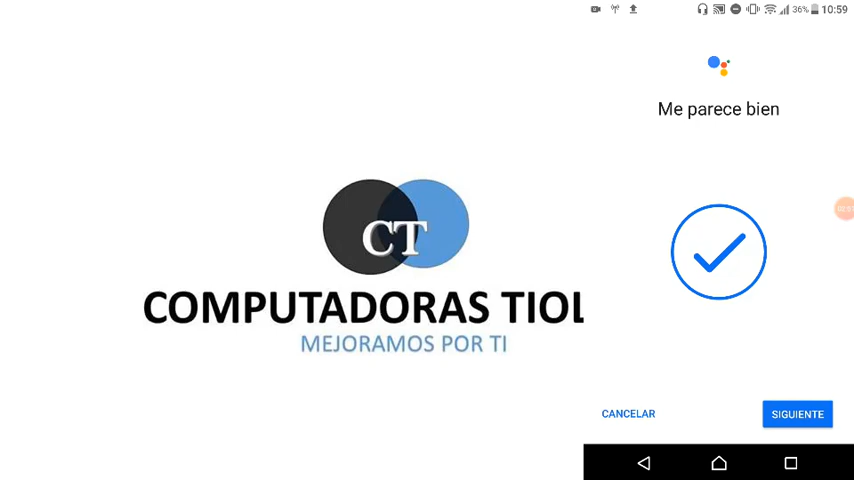 36% 10:59
Me parece bien
CT
COMPUTADORAS TIOL
MEJORAMOS POR TI
CANCELAR
SIGUIENTE